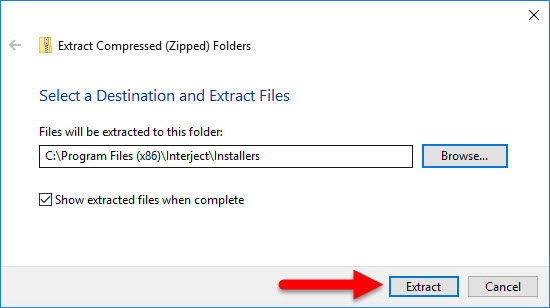 Extract Compressed (Zipped) Folders
Select a Destination and Extract Files
Files will be extracted to this folder:
C:\Program Files (x86)\Interject\Installers
Browse...
Show extracted files when complete
Extract
Cancel